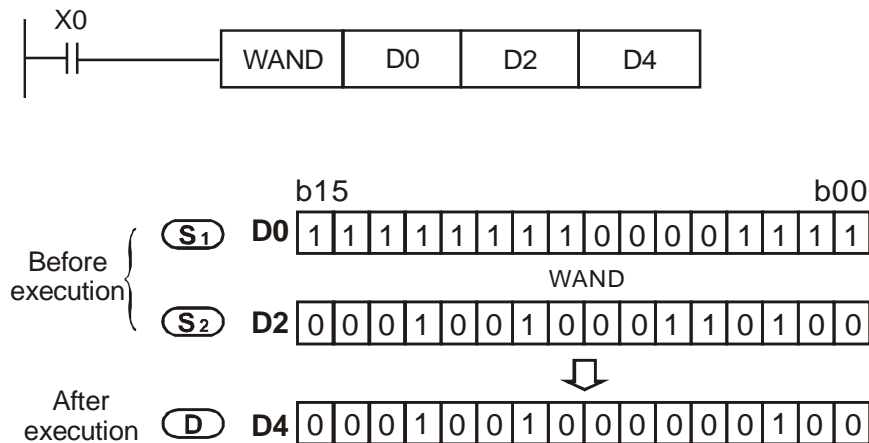 X0
WAND D0 D2 D4
b15 b00
S1 D0 1 1 1 1 1 1 1 1 0 0 0 0 1 1 1 1
Before
execution
WAND
S2 D2 0 0 0 1 0 0 1 0 0 0 1 1 0 1 0 0
After
execution
D D4 0 0 0 1 0 0 1 0 0 0 0 0 0 1 0 0